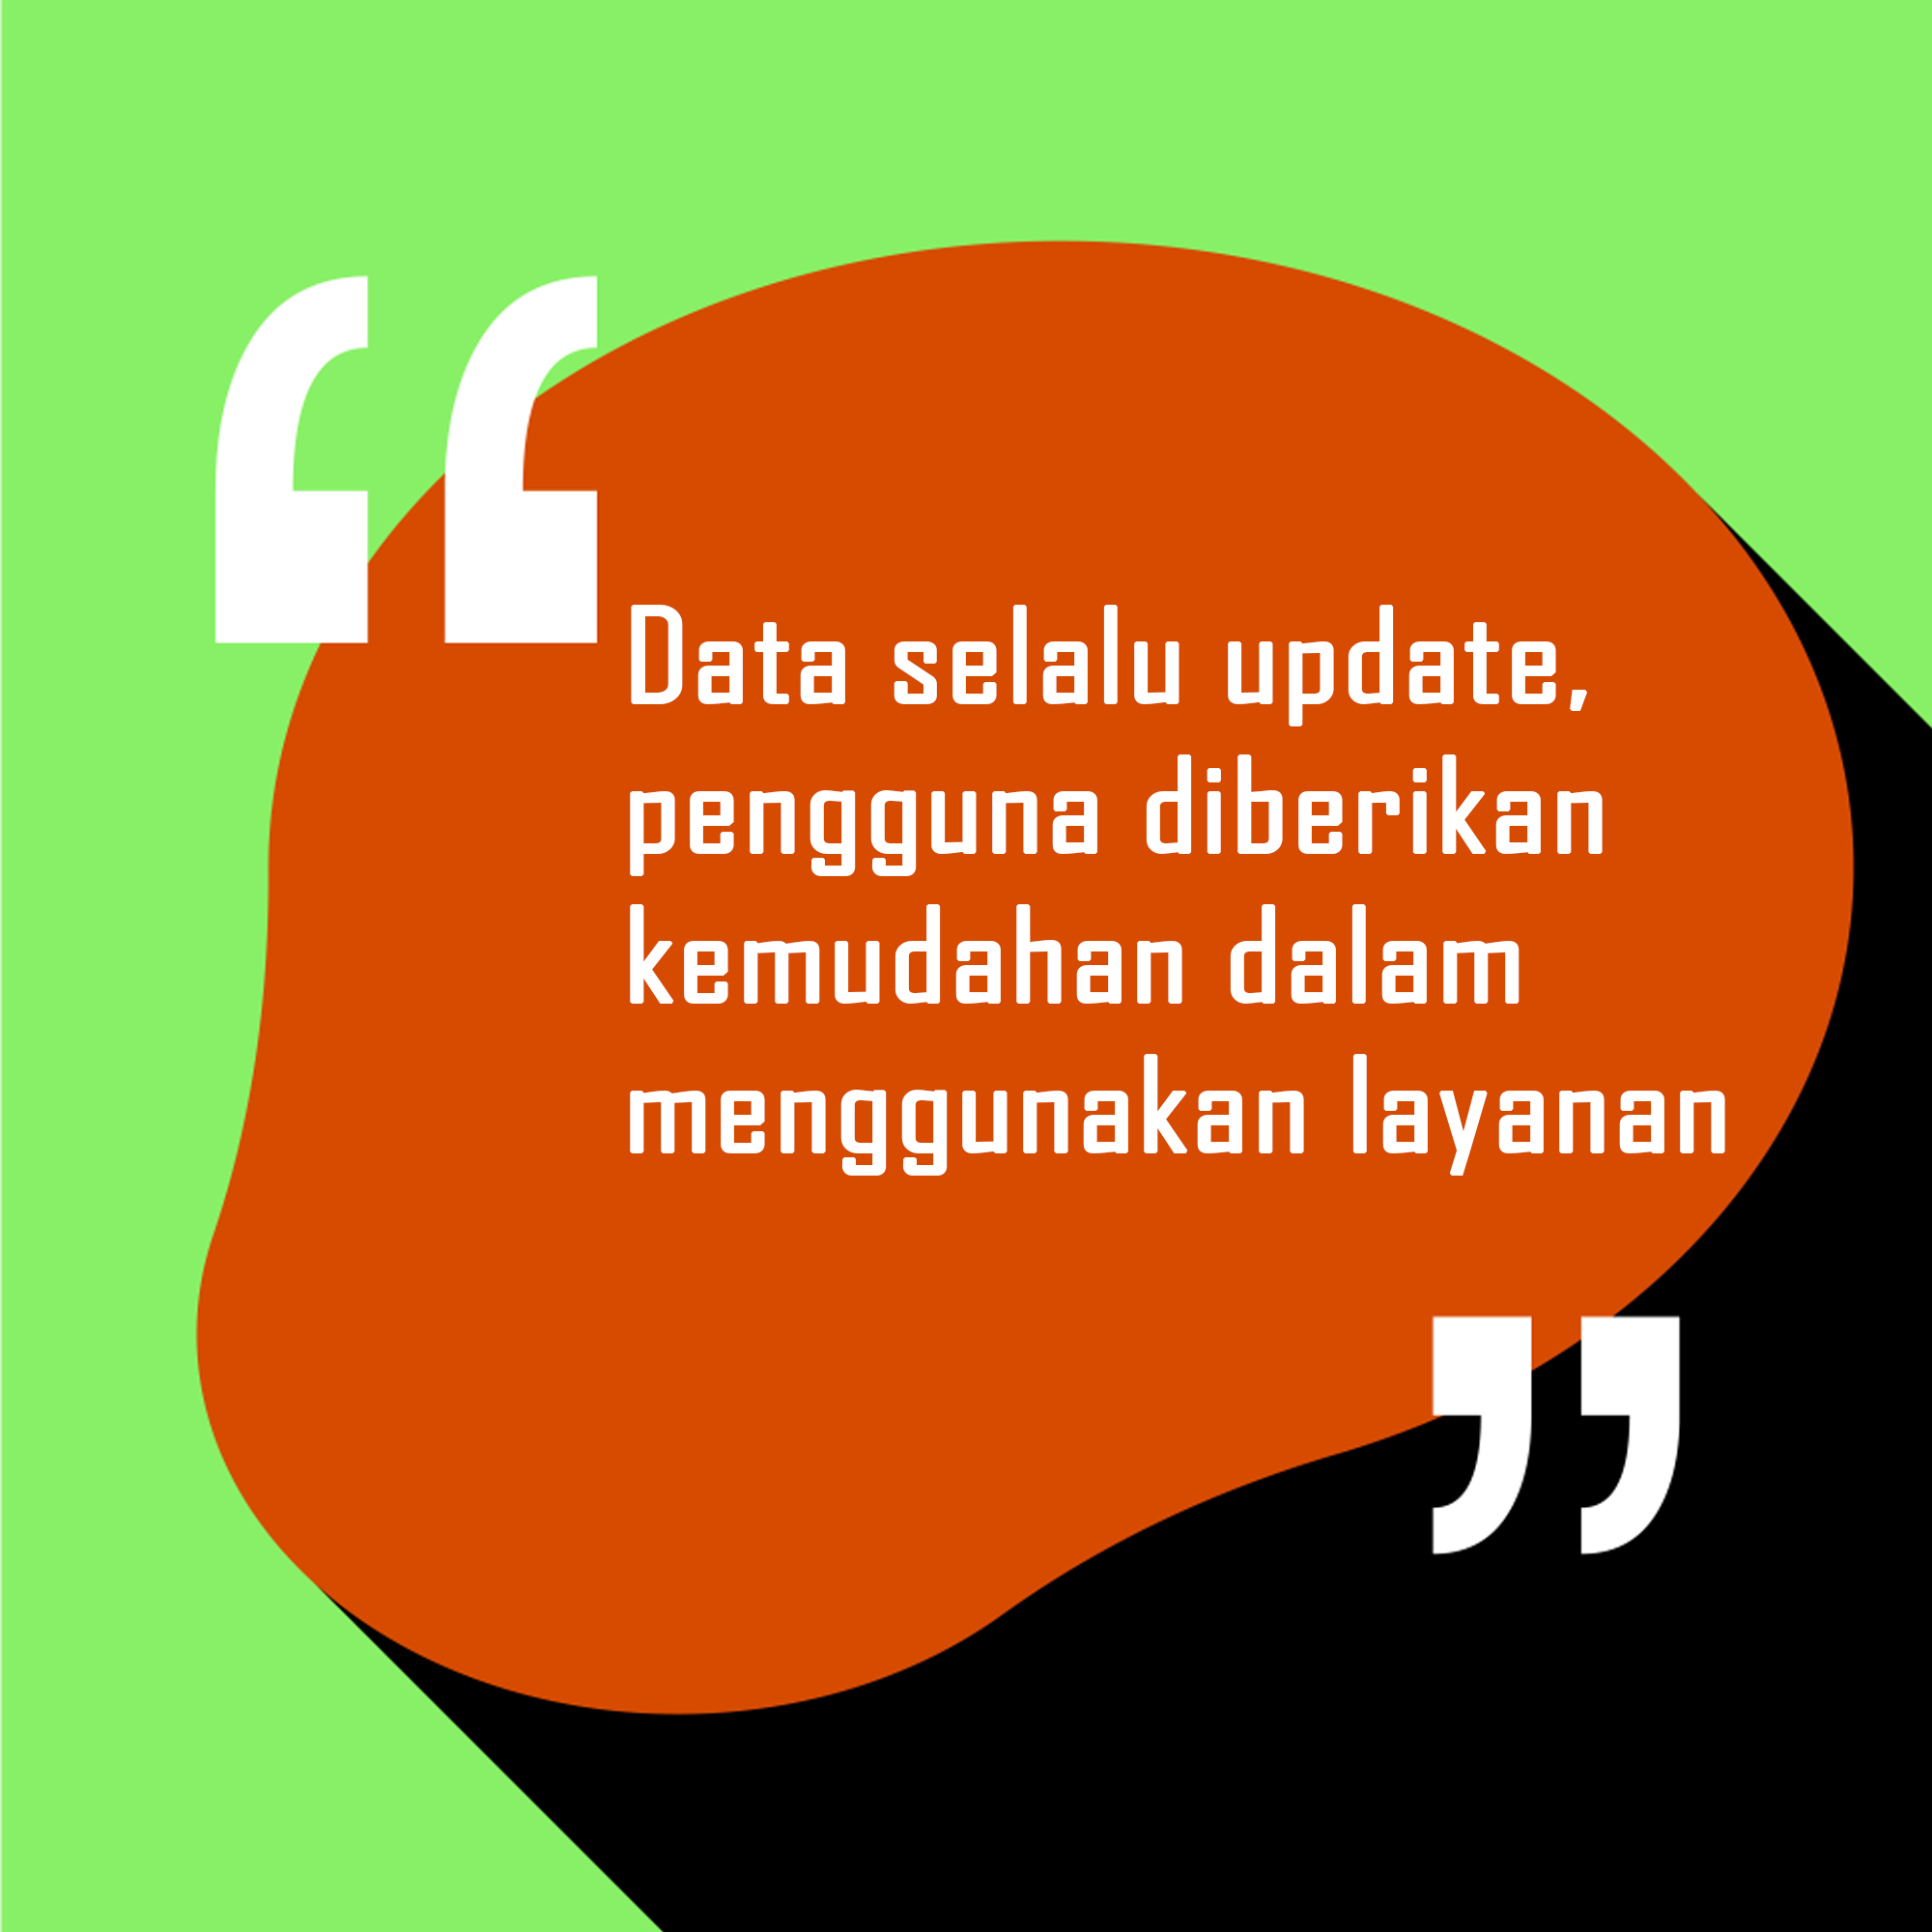 “Data selalu update,
pengguna diberikan
kemudahan dalam
menggunakan layanan
”